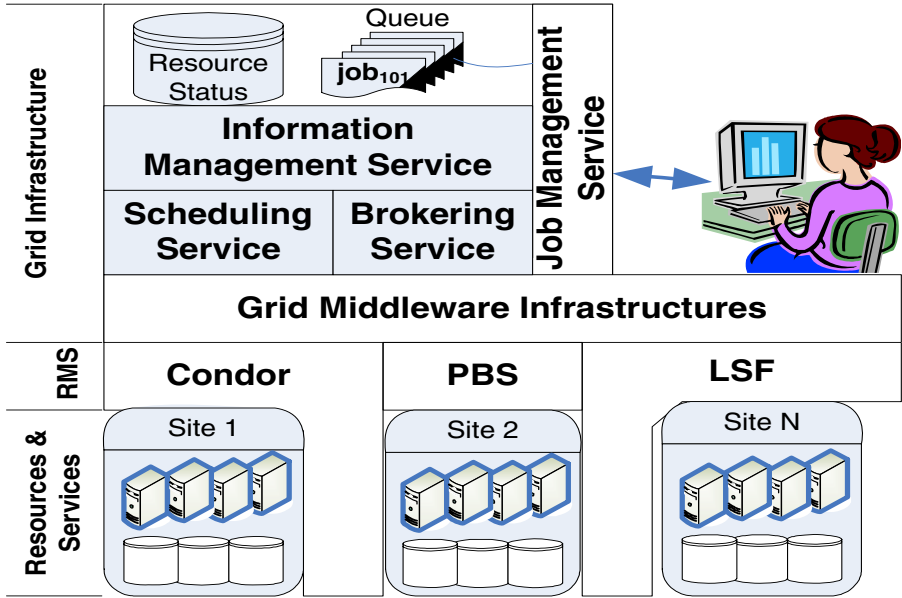 Grid Infrastructure
Resource
Status
Queue
job101
Information
Management Service
Scheduling
Service
Brokering
Service
Job Management
Service
Grid Middleware Infrastructures
RMS
Condor
PBS
LSF
Resources &
Services
Site 1
Site 2
Site N